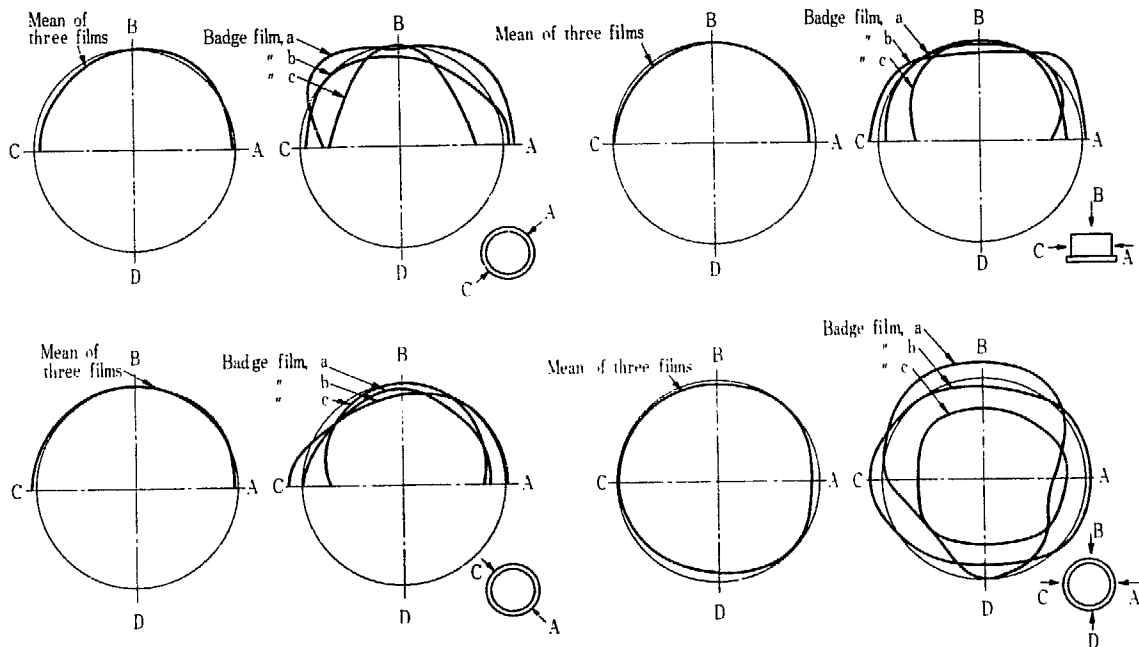 Mean of
three films
B
C
A
D
Badge film, a
" b
" c
B
C
A
D
A
C
Mean of three films
B
C
A
D
Badge film, a
" b
" c
B
C
A
D
B
C
A
Mean of
three films
B
C
A
D
Badge film, a
" b
" c
B
C
A
D
C
A
Mean of three films
B
C
A
D
Badge film, a
" b
" c
B
C
A
D
B
C
A
D